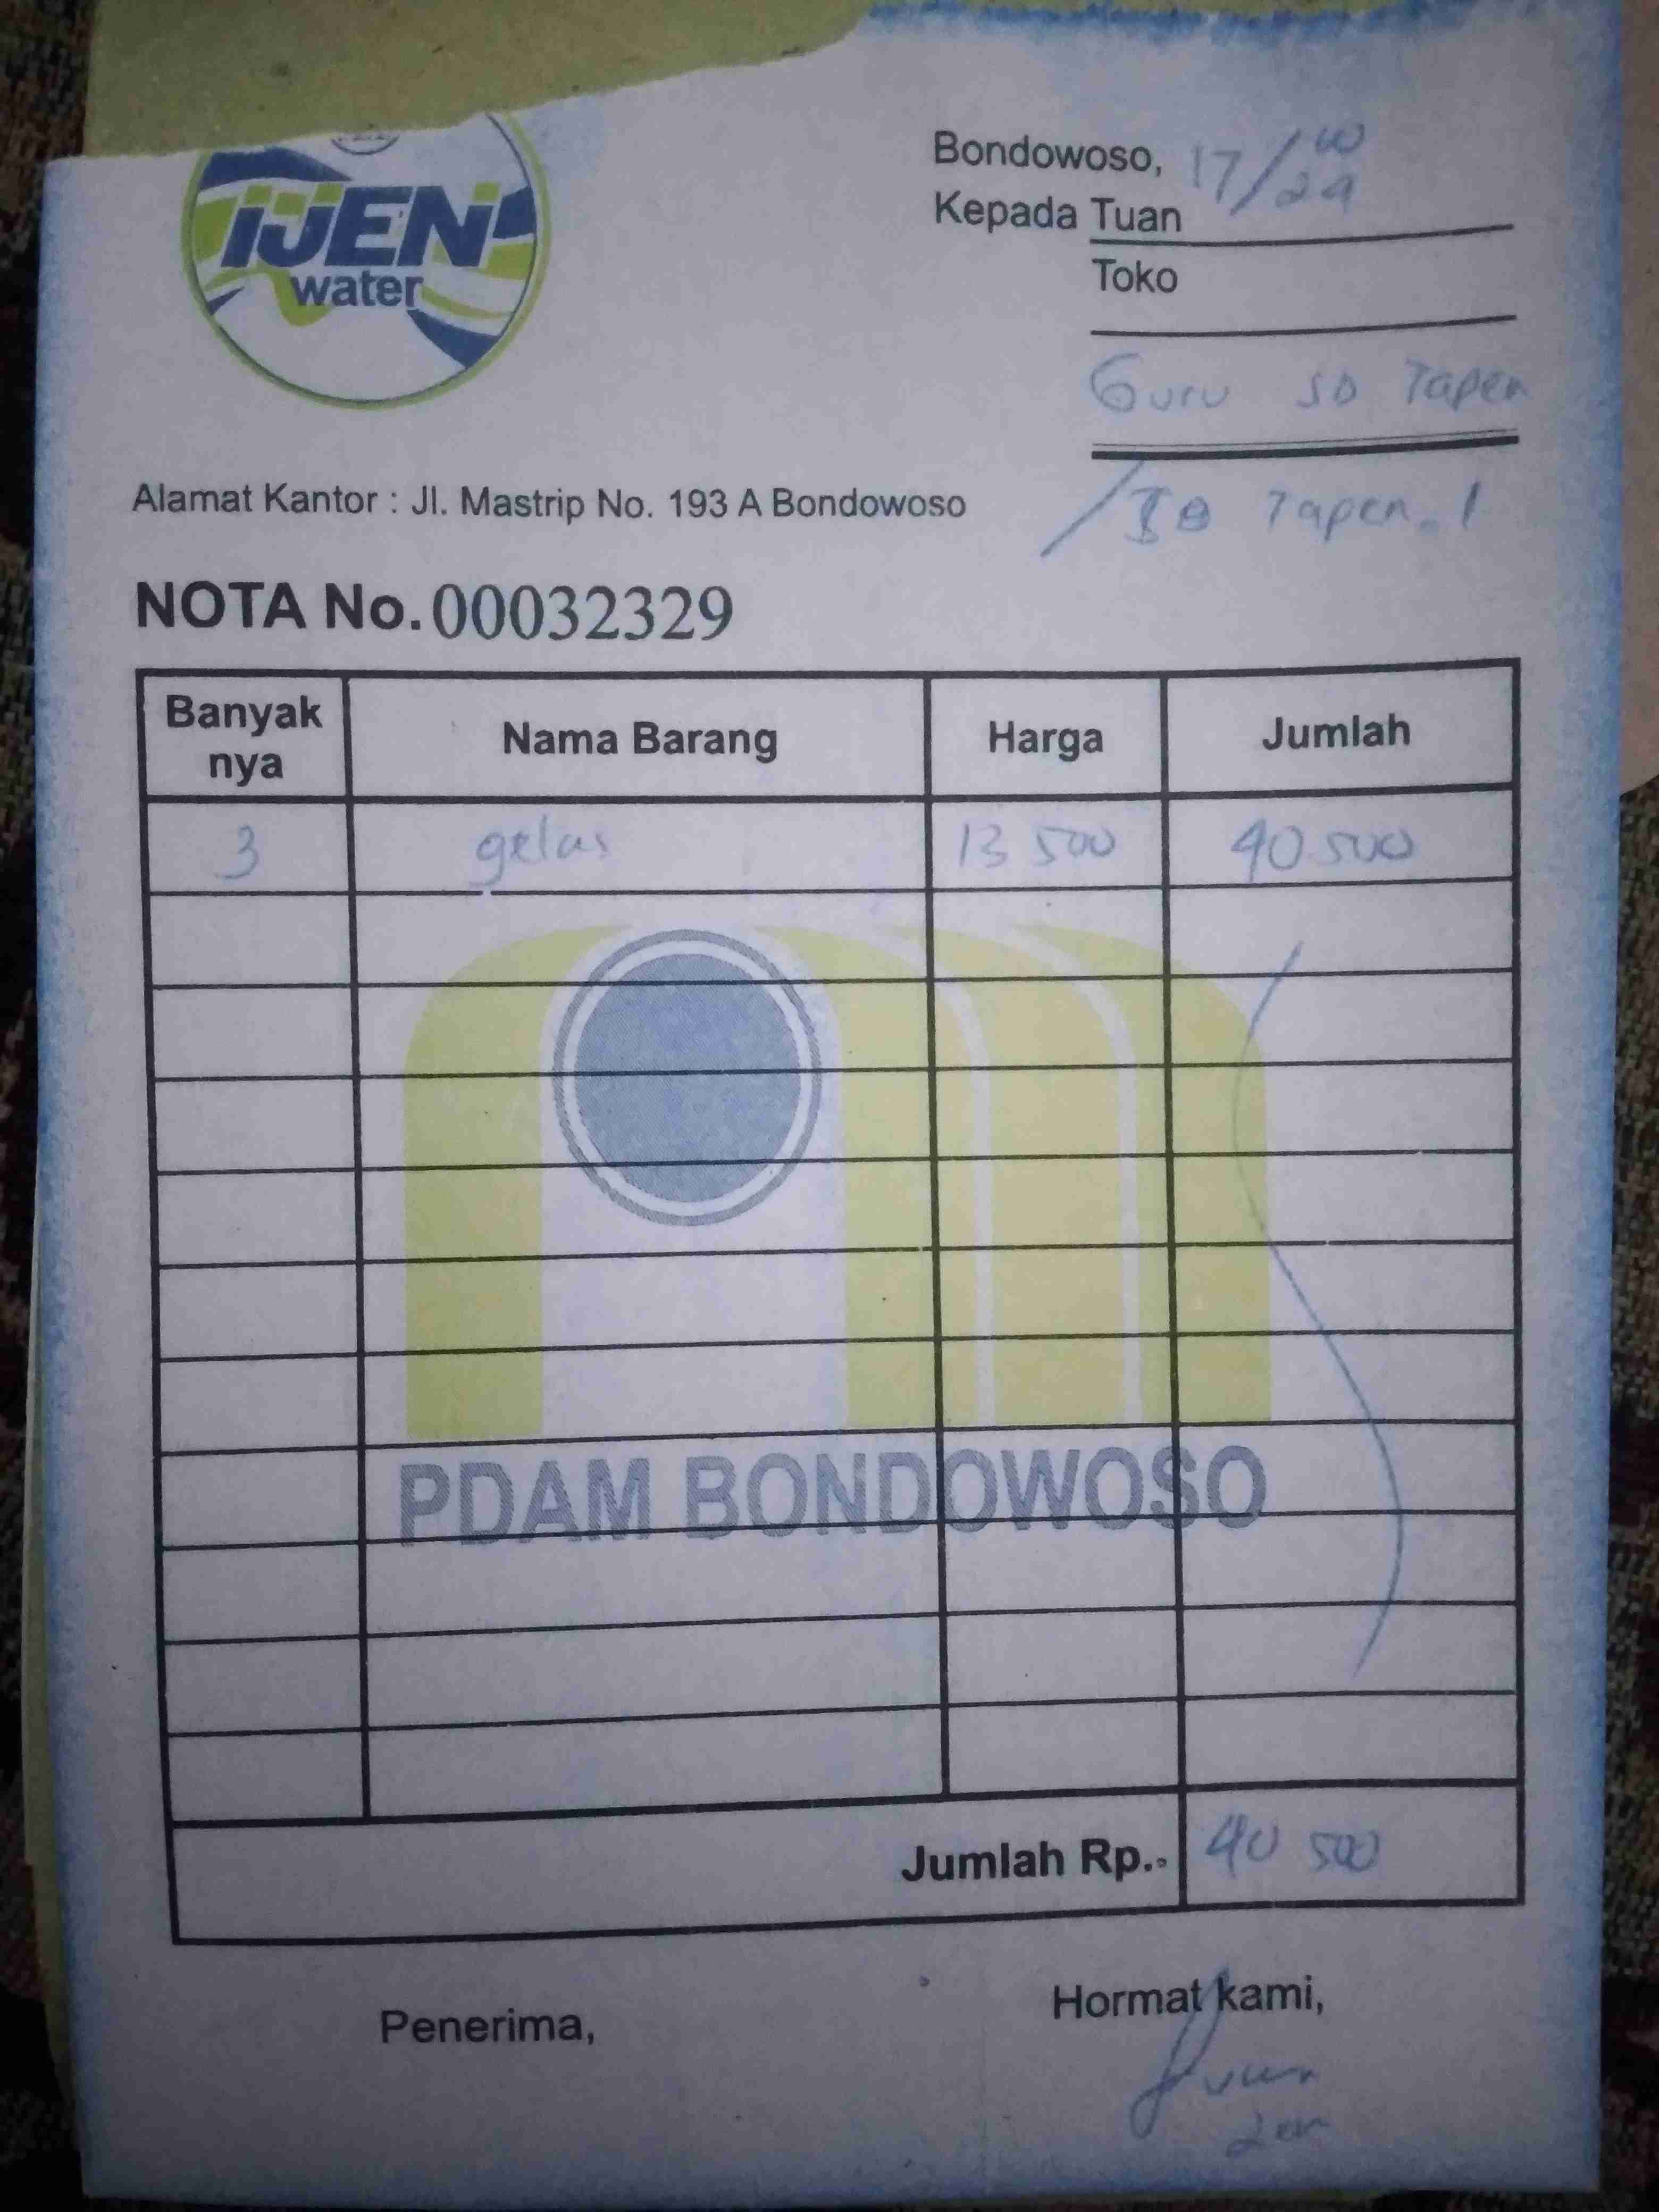 IJEN
water
Bondowoso, 17/10/24
Kepada Tuan
Toko
Guru SD Tapen
/ SD Tapen. 1
Alamat Kantor : Jl. Mastrip No. 193 A Bondowoso
NOTA No. 00032329
Banyak nya Nama Barang Harga Jumlah
3 gelas 13 500 40 500
PDAM BONDOWOSO
Jumlah Rp.. 40 500
Penerima, Hormat kami,